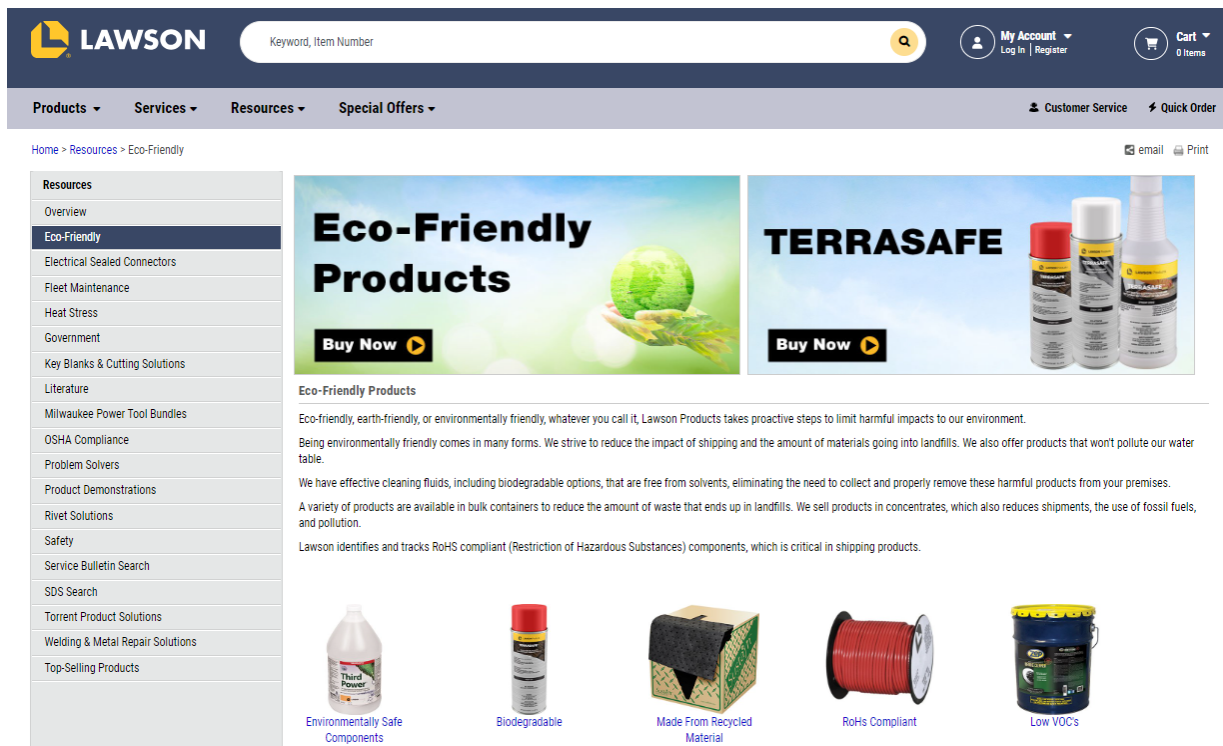 LAWSON
Keyword, Item Number
My Account
Log In | Register
Cart
0 Items
Products
Services
Resources
Special Offers
Customer Service
Quick Order
Home > Resources > Eco-Friendly
email
Print
Resources
Overview
Eco-Friendly
Electrical Sealed Connectors
Fleet Maintenance
Heat Stress
Government
Key Blanks & Cutting Solutions
Literature
Milwaukee Power Tool Bundles
OSHA Compliance
Problem Solvers
Product Demonstrations
Rivet Solutions
Safety
Service Bulletin Search
SDS Search
Torrent Product Solutions
Welding & Metal Repair Solutions
Top-Selling Products
Eco-Friendly
Products
Buy Now
TERRASAFE
Buy Now
TERRASAFE
TERRASAFE
TERRASAFE
Eco-Friendly Products
Eco-friendly, earth-friendly, or environmentally friendly, whatever you call it, Lawson Products takes proactive steps to limit harmful impacts to our environment.
Being environmentally friendly comes in many forms. We strive to reduce the impact of shipping and the amount of materials going into landfills. We also offer products that won't pollute our water
table.
We have effective cleaning fluids, including biodegradable options, that are free from solvents, eliminating the need to collect and properly remove these harmful products from your premises.
A variety of products are available in bulk containers to reduce the amount of waste that ends up in landfills. We sell products in concentrates, which also reduces shipments, the use of fossil fuels,
and pollution.
Lawson identifies and tracks RoHS compliant (Restriction of Hazardous Substances) components, which is critical in shipping products.
Third
Power
TERRASAFE
ZEP
Environmentally Safe
Components
Biodegradable
Made From Recycled
Material
RoHs Compliant
Low VOC's